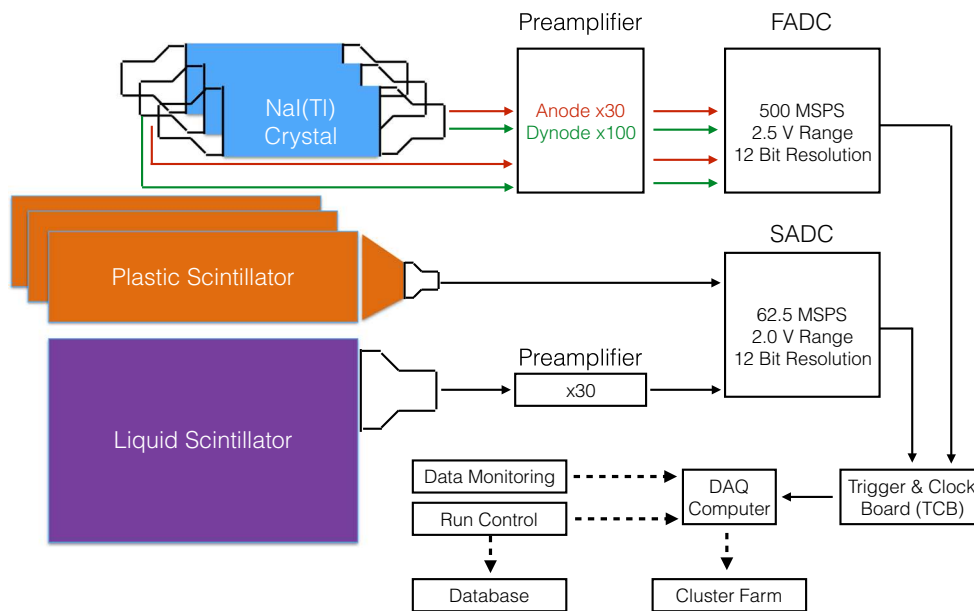 Preamplifier
FADC
NaI(Tl)
Crystal
Anode x30
Dynode x100
500 MSPS
2.5 V Range
12 Bit Resolution
SADC
Plastic Scintillator
62.5 MSPS
2.0 V Range
12 Bit Resolution
Preamplifier
x30
Liquid Scintillator
Data Monitoring
DAQ
Computer
Trigger & Clock
Board (TCB)
Run Control
Database
Cluster Farm